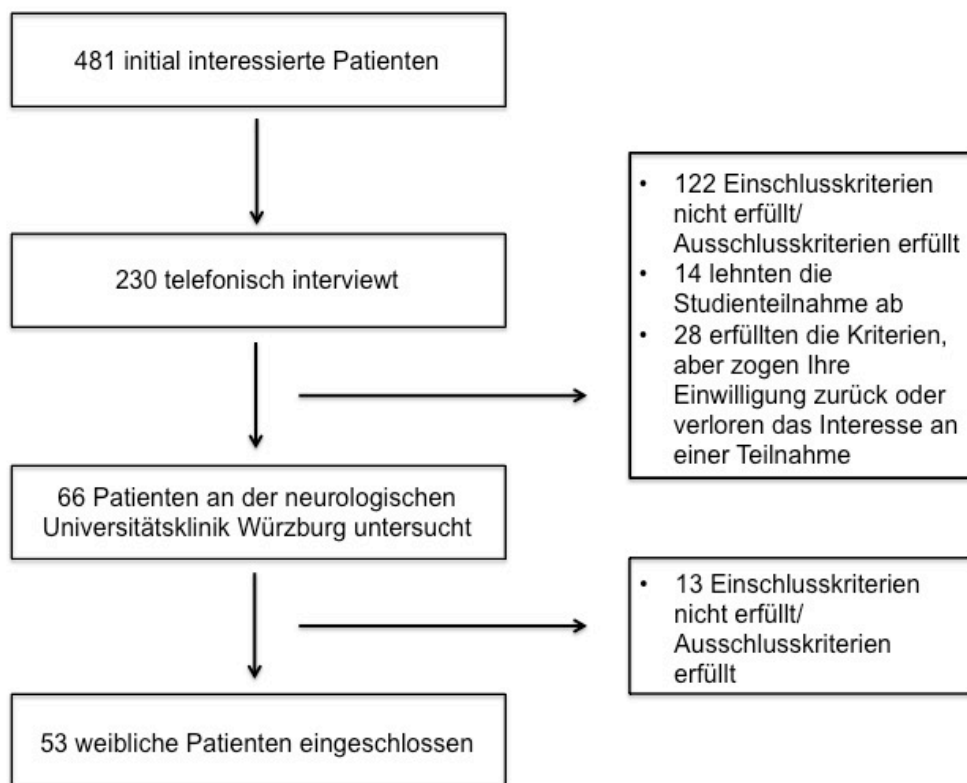 481 initial interessierte Patienten
230 telefonisch interviewt
• 122 Einschlusskriterien
nicht erfüllt/
Ausschlusskriterien erfüllt
• 14 lehnten die
Studienteilnahme ab
• 28 erfüllten die Kriterien,
aber zogen Ihre
Einwilligung zurück oder
verloren das Interesse an
einer Teilnahme
66 Patienten an der neurologischen
Universitätsklinik Würzburg untersucht
• 13 Einschlusskriterien
nicht erfüllt/
Ausschlusskriterien
erfüllt
53 weibliche Patienten eingeschlossen